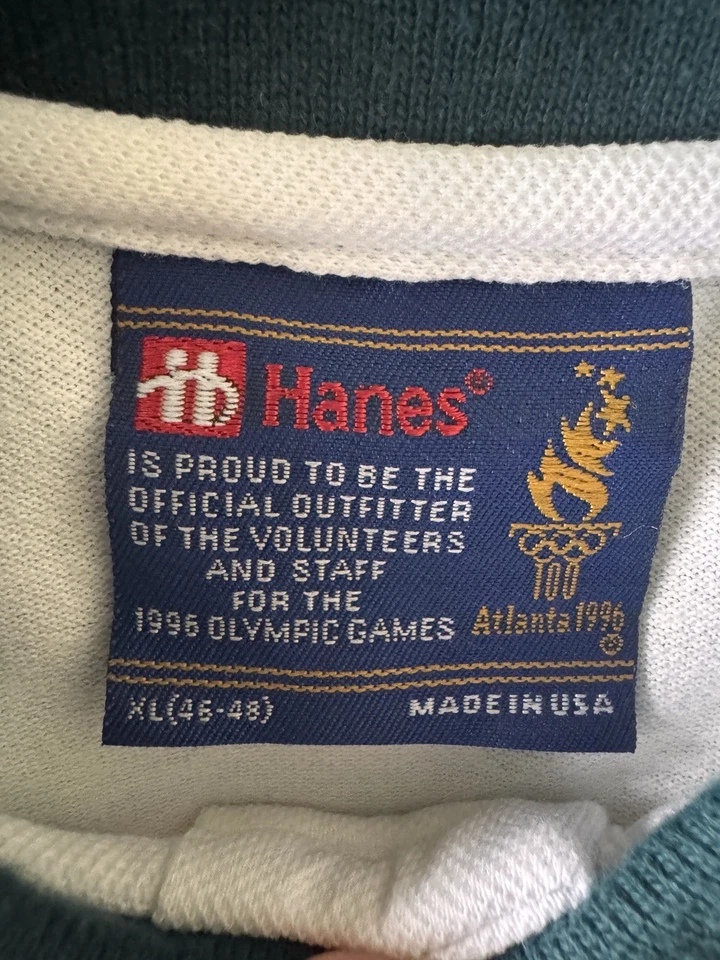 Hanes®
IS PROUD TO BE THE
OFFICIAL OUTFITTER
OF THE VOLUNTEERS
AND STAFF
FOR THE
1996 OLYMPIC GAMES
100
Atlanta 1996
®
XL(46-48)
MADE IN USA